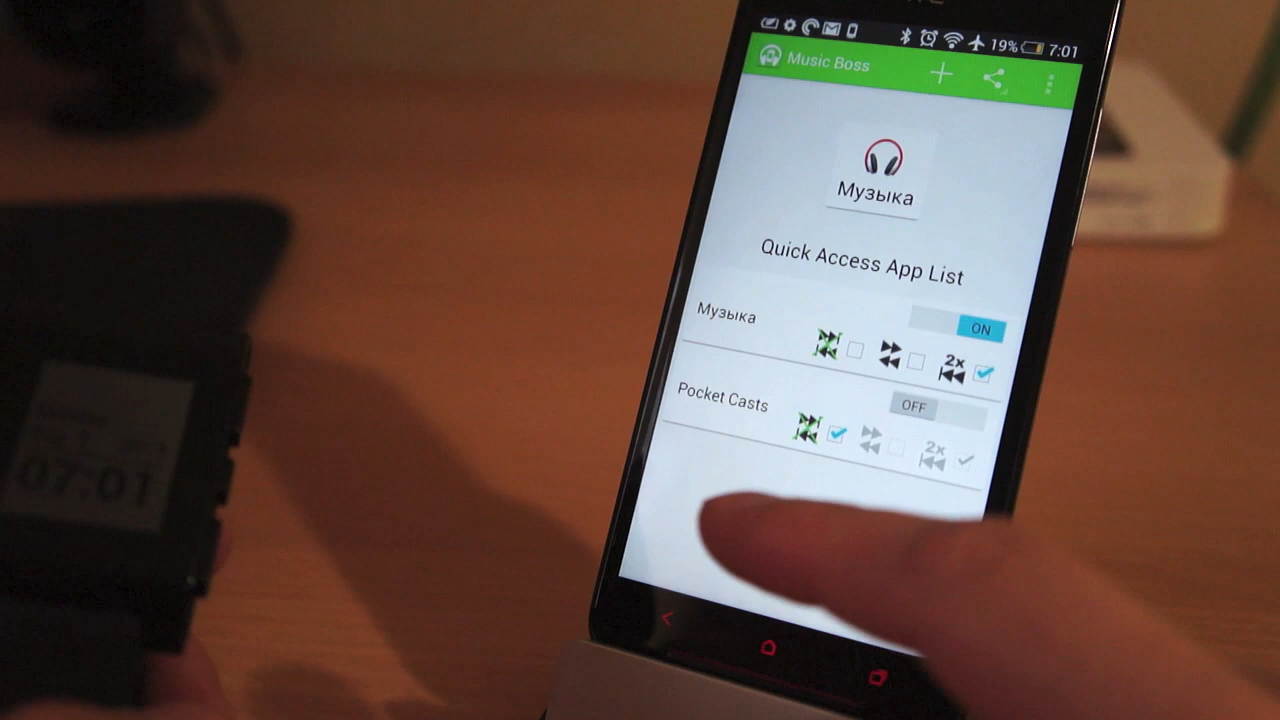 19% 7:01
Music Boss
Музыка
Quick Access App List
Музыка
ON
2x
Pocket Casts
OFF
2x
07:01